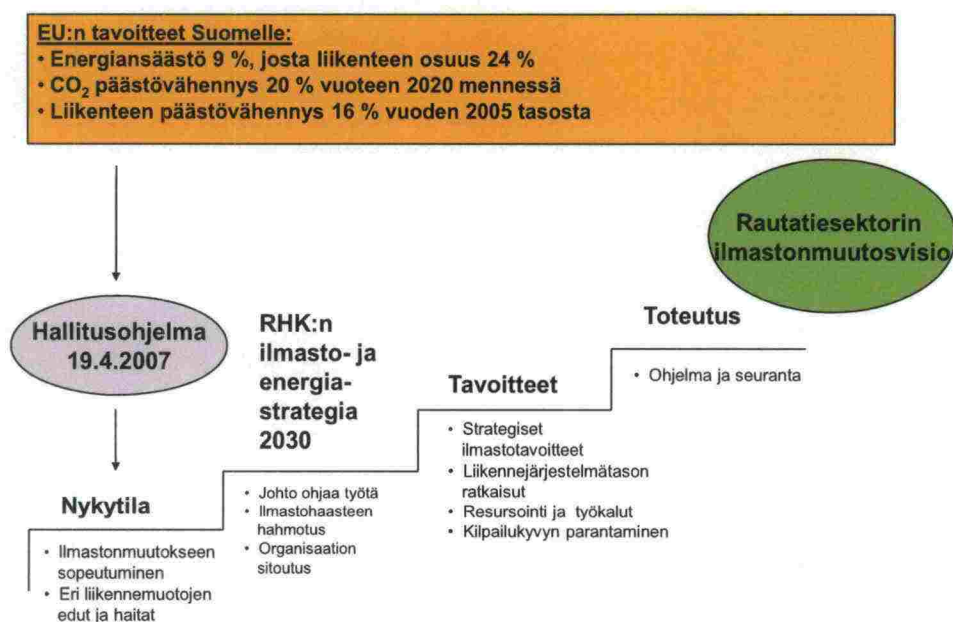 EU:n tavoitteet Suomelle:
• Energiansäästö 9 %, josta liikenteen osuus 24 %
• CO₂ päästövähennys 20 % vuoteen 2020 mennessä
• Liikenteen päästövähennys 16 % vuoden 2005 tasosta
Rautatiesektorin
ilmastonmuutosvisio
Hallitusohjelma
19.4.2007
Nykytila
• Ilmastonmuutokseen
sopeutuminen
• Eri liikennemuotojen
edut ja haitat
RHK:n
ilmasto- ja
energia-
strategia
2030
• Johto ohjaa työtä
• Ilmastohaasteen
hahmotus
• Organisaation
sitoutus
Tavoitteet
• Strategiset
ilmastotavoitteet
• Liikennejärjestelmätason
ratkaisut
• Resursointi ja työkalut
• Kilpailukyvyn parantaminen
Toteutus
• Ohjelma ja seuranta